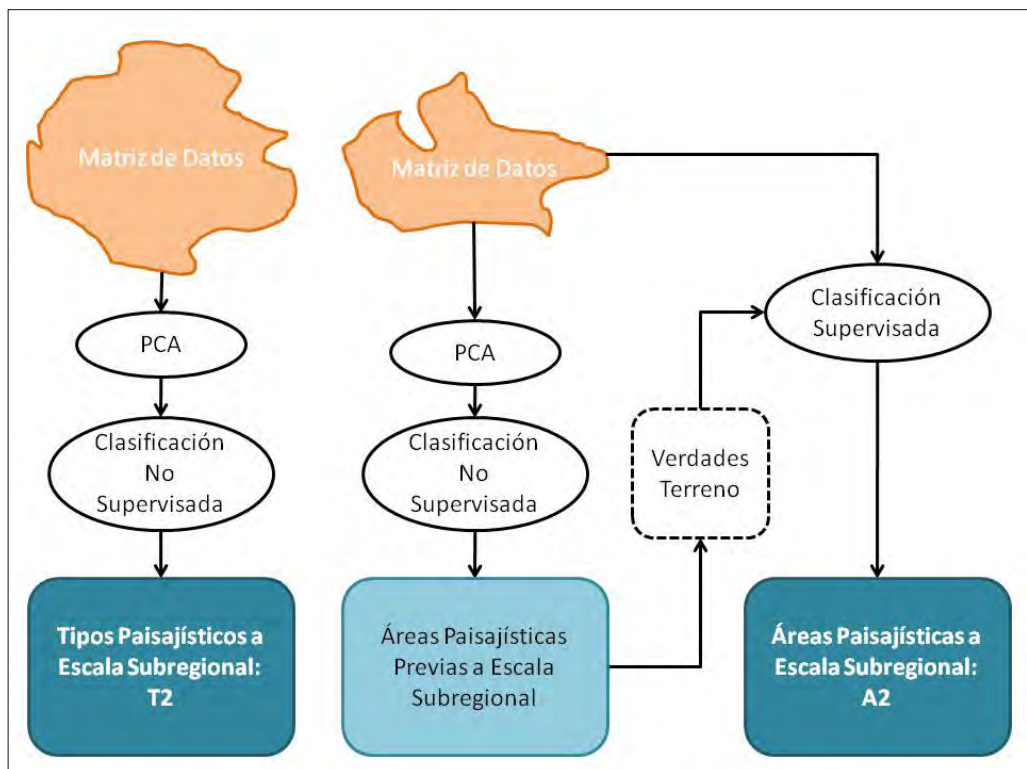 Matriz de Datos
PCA
Clasificación
No
Supervisada
Tipos Paisajísticos a
Escala Subregional:
T2
Matriz de Datos
PCA
Clasificación
No
Supervisada
Áreas Paisajísticas
Previas a Escala
Subregional
Verdades
Terreno
Clasificación
Supervisada
Áreas Paisajísticas a
Escala Subregional:
A2